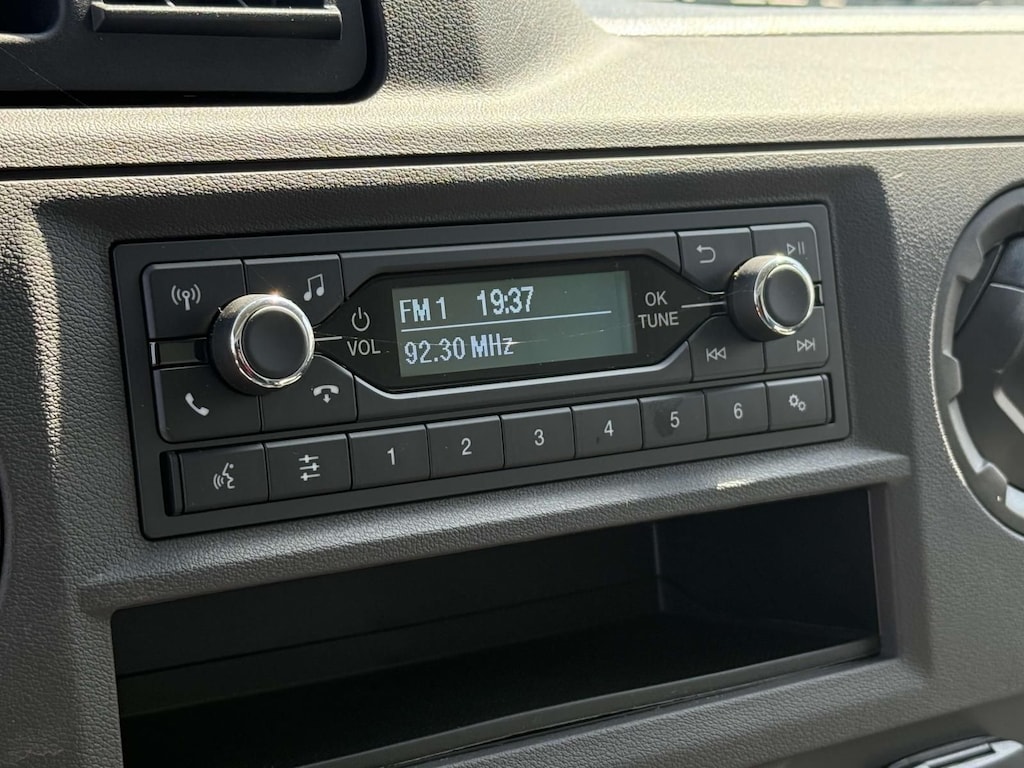 FM 1 19:37
92.30 MHz
VOL
OK
TUNE
1 2 3 4 5 6